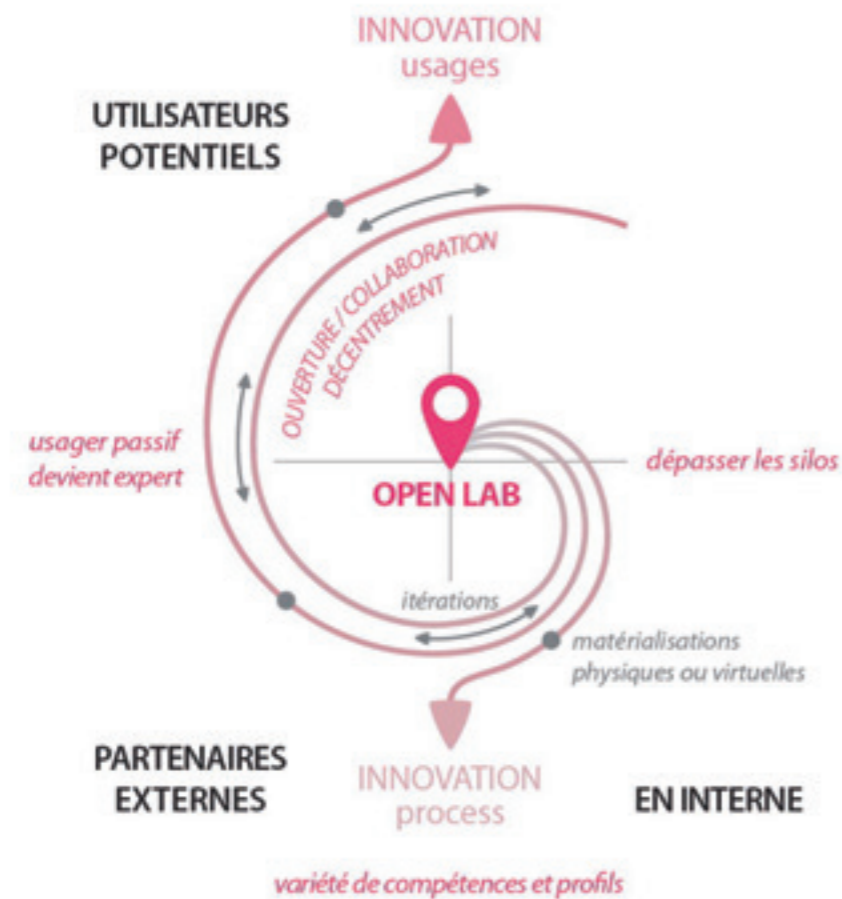 INNOVATION
usages
UTILISATEURS
POTENTIELS
OUVERTURE / COLLABORATION
DÉCENTREMENT
usager passif
devient expert
dépasser les silos
OPEN LAB
itérations
matérialisations
physiques ou virtuelles
PARTENAIRES
EXTERNES
INNOVATION
process
EN INTERNE
variété de compétences et profils